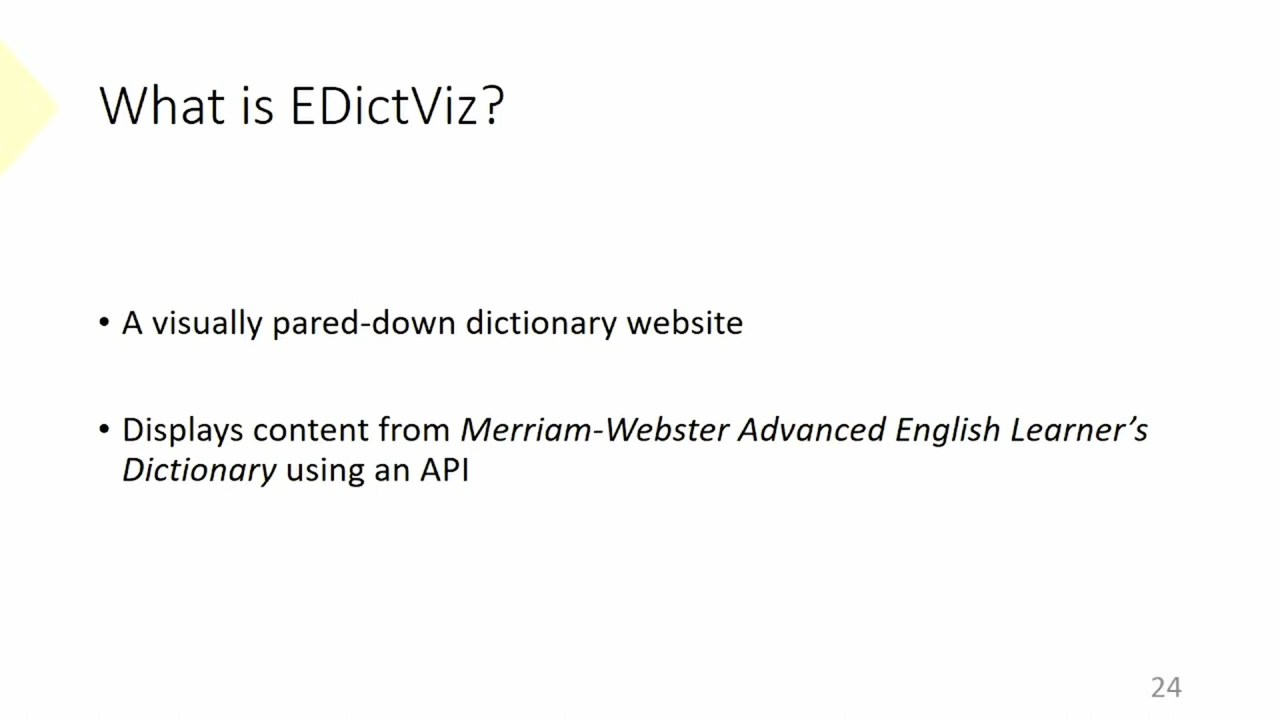 What is EDictViz?
• A visually pared-down dictionary website
• Displays content from Merriam-Webster Advanced English Learner’s
Dictionary using an API
24